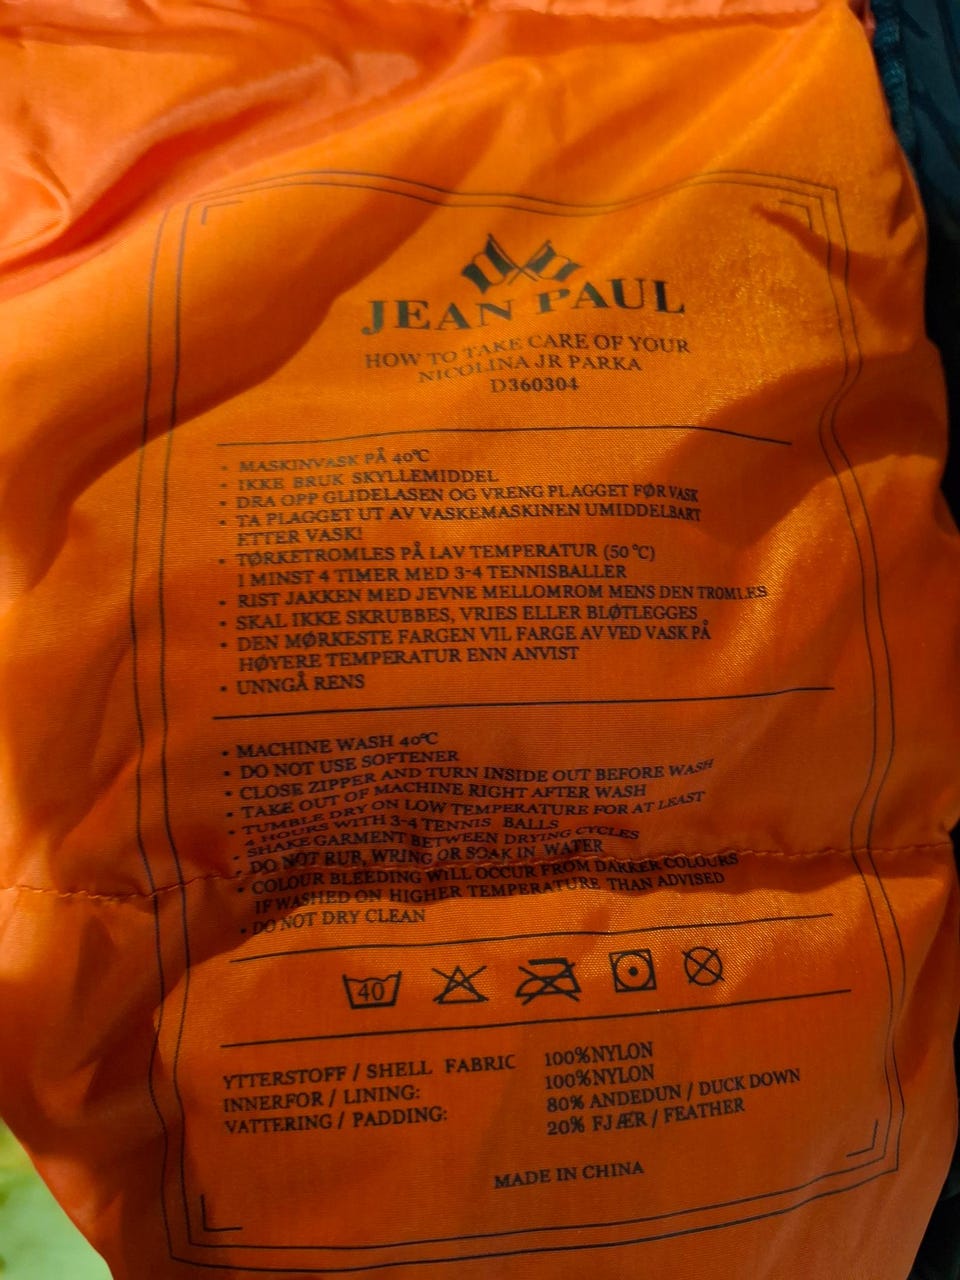 JEAN PAUL
HOW TO TAKE CARE OF YOUR
NICOLINA JR PARKA
D360304
• MASKINVASK PÅ 40°C
• IKKE BRUK SKYLLEMIDDEL
• DRA OPP GLIDELASEN OG VRENG PLAGGET FØR VASK
• TA PLAGGET UT AV VASKEMASKINEN UMIDDELBART
ETTER VASK!
• TØRKETROMLES PÅ LAV TEMPERATUR (50°C)
I MINST 4 TIMER MED 3-4 TENNISBALLER
• RIST JAKKEN MED JEVNE MELLOMROM MENS DEN TROMLES
• SKAL IKKE SKRUBBES, VRIES ELLER BLØTLEGGES
• DEN MØRKESTE FARGEN VIL FARGE AV VED VASK PÅ
HØYERE TEMPERATUR ENN ANVIST
• UNNGÅ RENS
• MACHINE WASH 40°C
• DO NOT USE SOFTENER
• CLOSE ZIPPER AND TURN INSIDE OUT BEFORE WASH
• TAKE OUT OF MACHINE RIGHT AFTER WASH
• TUMBLE DRY ON LOW TEMPERATURE FOR AT LEAST
4 HOURS WITH 3-4 TENNIS BALLS
• SHAKE GARMENT BETWEEN DRYING CYCLES
• DO NOT RUB, WRING OR SOAK IN WATER
• COLOUR BLEEDING WILL OCCUR FROM DARKER COLOURS
IF WASHED ON HIGHER TEMPERATURE THAN ADVISED
• DO NOT DRY CLEAN
40
YTTERSTOFF / SHELL FABRIC 100%NYLON
INNERFOR / LINING: 100%NYLON
VATTERING / PADDING: 80% ANDEDUN / DUCK DOWN
20% FJÆR / FEATHER
MADE IN CHINA